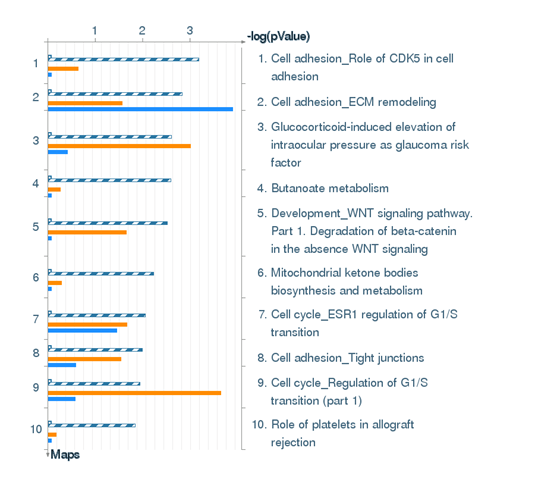 1 2 3 -log(pValue)
1
2
3
4
5
6
7
8
9
10
Maps
1. Cell adhesion_Role of CDK5 in cell
adhesion
2. Cell adhesion_ECM remodeling
3. Glucocorticoid-induced elevation of
intraocular pressure as glaucoma risk
factor
4. Butanoate metabolism
5. Development_WNT signaling pathway.
Part 1. Degradation of beta-catenin
in the absence WNT signaling
6. Mitochondrial ketone bodies
biosynthesis and metabolism
7. Cell cycle_ESR1 regulation of G1/S
transition
8. Cell adhesion_Tight junctions
9. Cell cycle_Regulation of G1/S
transition (part 1)
10. Role of platelets in allograft
rejection